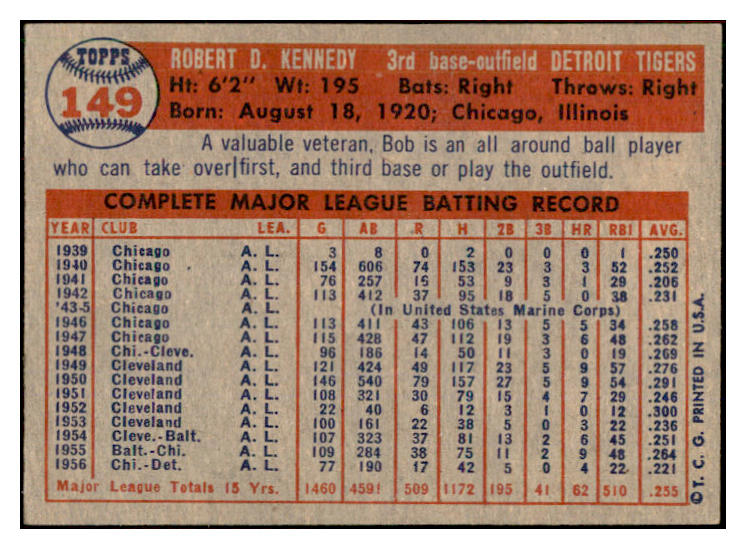 TOPPS
149
ROBERT D. KENNEDY 3rd base-outfield DETROIT TIGERS
Ht: 6'2" Wt: 195 Bats: Right Throws: Right
Born: August 18, 1920; Chicago, Illinois
A valuable veteran, Bob is an all around ball player
who can take over first, and third base or play the outfield.
COMPLETE MAJOR LEAGUE BATTING RECORD
YEAR CLUB LEA. G AB R H 2B 3B HR RBI AVG.
1939 Chicago A. L. 3 8 0 2 0 0 0 1 .250
1940 Chicago A. L. 154 606 74 153 23 3 3 52 .252
1941 Chicago A. L. 76 257 16 53 9 3 1 29 .206
1942 Chicago A. L. 113 412 37 95 18 5 0 38 .231
'43-5 Chicago A. L. (In United States Marine Corps)
1946 Chicago A. L. 113 411 43 106 13 5 5 34 .258
1947 Chicago A. L. 115 428 47 112 19 3 6 48 .262
1948 Chi.-Cleve. A. L. 96 186 14 50 11 3 0 19 .269
1949 Cleveland A. L. 121 424 49 117 23 5 9 57 .276
1950 Cleveland A. L. 146 540 79 157 27 5 9 54 .291
1951 Cleveland A. L. 108 321 30 79 15 4 7 29 .246
1952 Cleveland A. L. 22 40 6 12 3 1 0 12 .300
1953 Cleveland A. L. 100 161 22 38 5 0 3 22 .236
1954 Cleve.-Balt. A. L. 107 323 37 81 13 2 6 45 .251
1955 Balt.-Chi. A. L. 109 284 38 75 11 2 9 48 .264
1956 Chi.-Det. A. L. 77 190 17 42 5 0 4 22 .221
Major League Totals 15 Yrs. 1460 4591 509 1172 195 41 62 510 .255
©T. C. G. PRINTED IN U.S.A.